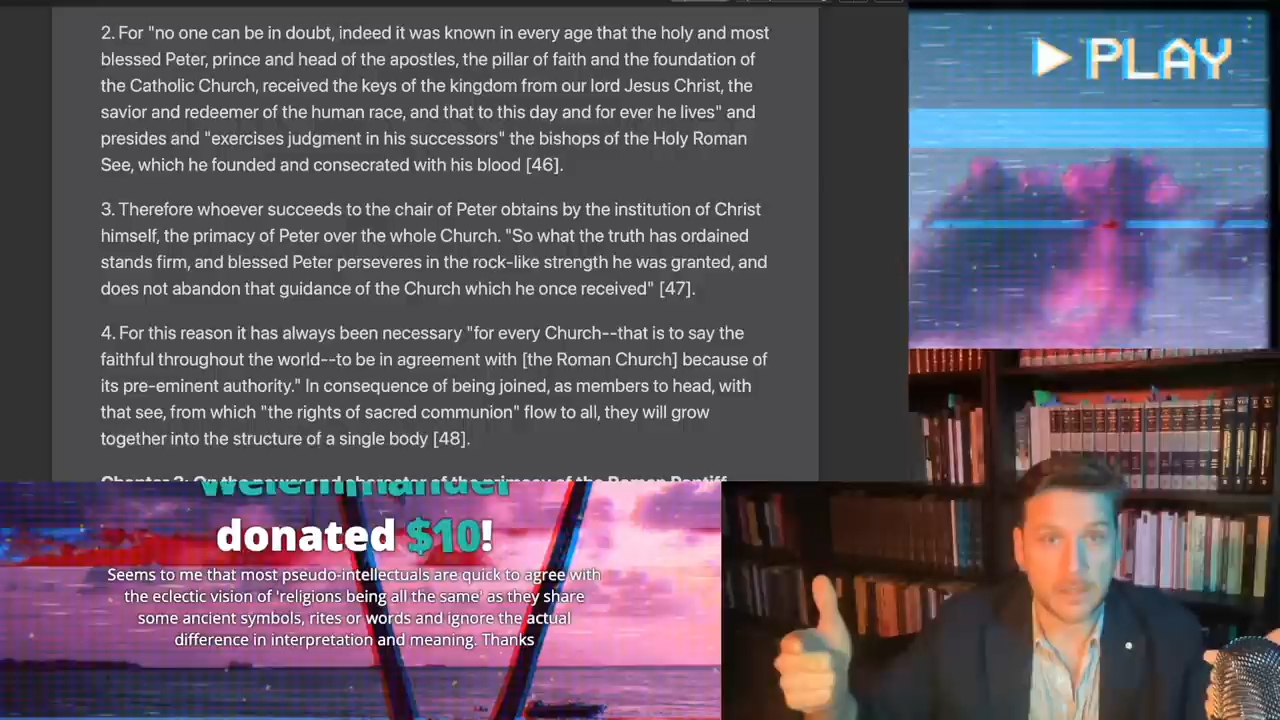 2. For "no one can be in doubt, indeed it was known in every age that the holy and most
blessed Peter, prince and head of the apostles, the pillar of faith and the foundation of
the Catholic Church, received the keys of the kingdom from our lord Jesus Christ, the
savior and redeemer of the human race, and that to this day and for ever he lives" and
presides and "exercises judgment in his successors" the bishops of the Holy Roman
See, which he founded and consecrated with his blood [46].
3. Therefore whoever succeeds to the chair of Peter obtains by the institution of Christ
himself, the primacy of Peter over the whole Church. "So what the truth has ordained
stands firm, and blessed Peter perseveres in the rock-like strength he was granted, and
does not abandon that guidance of the Church which he once received" [47].
4. For this reason it has always been necessary "for every Church--that is to say the
faithful throughout the world--to be in agreement with [the Roman Church] because of
its pre-eminent authority." In consequence of being joined, as members to head, with
that see, from which "the rights of sacred communion" flow to all, they will grow
together into the structure of a single body [48].
of the primacy of the Roman Pontiff
donated $10!
Seems to me that most pseudo-intellectuals are quick to agree with
the eclectic vision of 'religions being all the same' as they share
some ancient symbols, rites or words and ignore the actual
difference in interpretation and meaning. Thanks
PLAY